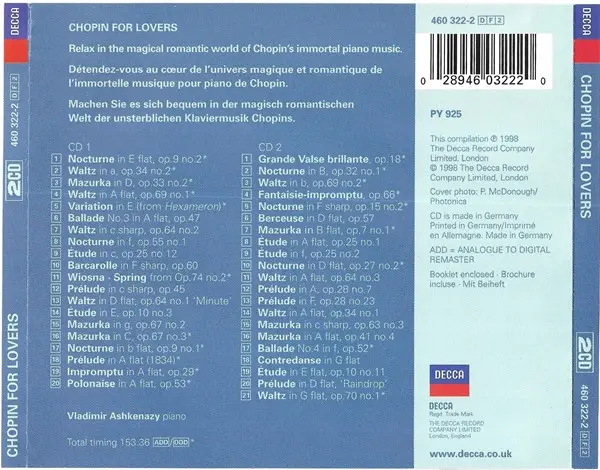 DECCA
460 322-2 DF2
2CD
CHOPIN FOR LOVERS
CHOPIN FOR LOVERS
Relax in the magical romantic world of Chopin's immortal piano music.
Détendez-vous au cœur de l'univers magique et romantique de
l'immortelle musique pour piano de Chopin.
Machen Sie es sich bequem in der magisch romantischen
Welt der unsterblichen Klaviermusik Chopins.
CD 1
1 Nocturne in E flat, op.9 no.2*
2 Waltz in a, op.34 no.2*
3 Mazurka in D, op.33 no.2*
4 Waltz in A flat, op.69 no.1*
5 Variation in E (from Hexameron)*
6 Ballade No.3 in A flat, op.47
7 Waltz in c sharp, op.64 no.2
8 Nocturne in f, op.55 no.1
9 Etude in c, op.25 no.12
10 Barcarolle in F sharp, op.60
11 Wiosna - Spring from Op.74 no.2*
12 Prélude in c sharp, op.45
13 Waltz in D flat, op.64 no.1 'Minute'
14 Etude in E, op.10 no.3
15 Mazurka in g, op.67 no.2
16 Mazurka in C, op.67 no.3*
17 Nocturne in b flat, op.9 no.1*
18 Prélude in A flat (1834)*
19 Impromptu in A flat, op.29*
20 Polonaise in A flat, op.53*
CD 2
1 Grande Valse brillante, op.18*
2 Nocturne in B, op.32 no.1*
3 Waltz in b, op.69 no.2*
4 Fantaisie-impromptu, op.66*
5 Nocturne in F sharp, op.15 no.2*
6 Berceuse in D flat, op.57
7 Mazurka in B flat, op.7 no.1*
8 Étude in A flat, op.25 no.1
9 Étude in f, op.25 no.2
10 Nocturne in D flat, op.27 no.2*
11 Waltz in A flat, op.64 no.3
12 Prélude in A, op.28 no.7
13 Prélude in F, op.28 no.23
14 Waltz in A flat, op.34 no.1
15 Mazurka in c sharp, op.63 no.3
16 Mazurka in A flat, op.41 no.4
17 Ballade No.4 in f, op.52*
18 Contredanse in G flat
19 Étude in E flat, op.10 no.11
20 Prélude in D flat, 'Raindrop'
21 Waltz in G flat, op.70 no.1*
Vladimir Ashkenazy piano
Total timing 153.36 ADD/DDD*
460 322-2 DF2
0 28946 03222 0
PY 925
This compilation ℗ 1998
The Decca Record Company
Limited, London
© 1998 The Decca Record
Company Limited, London
Cover photo: P. McDonough/
Photonica
CD is made in Germany
Printed in Germany/Imprimé
en Allemagne. Made in Germany
ADD = ANALOGUE TO DIGITAL
REMASTER
Booklet enclosed · Brochure
incluse · Mit Beiheft
DECCA
DECCA
Regd. Trade Mark
THE DECCA RECORD
COMPANY LIMITED
London, England
www.decca.co.uk
DECCA
CHOPIN FOR LOVERS
2CD
460 322-2 DF2